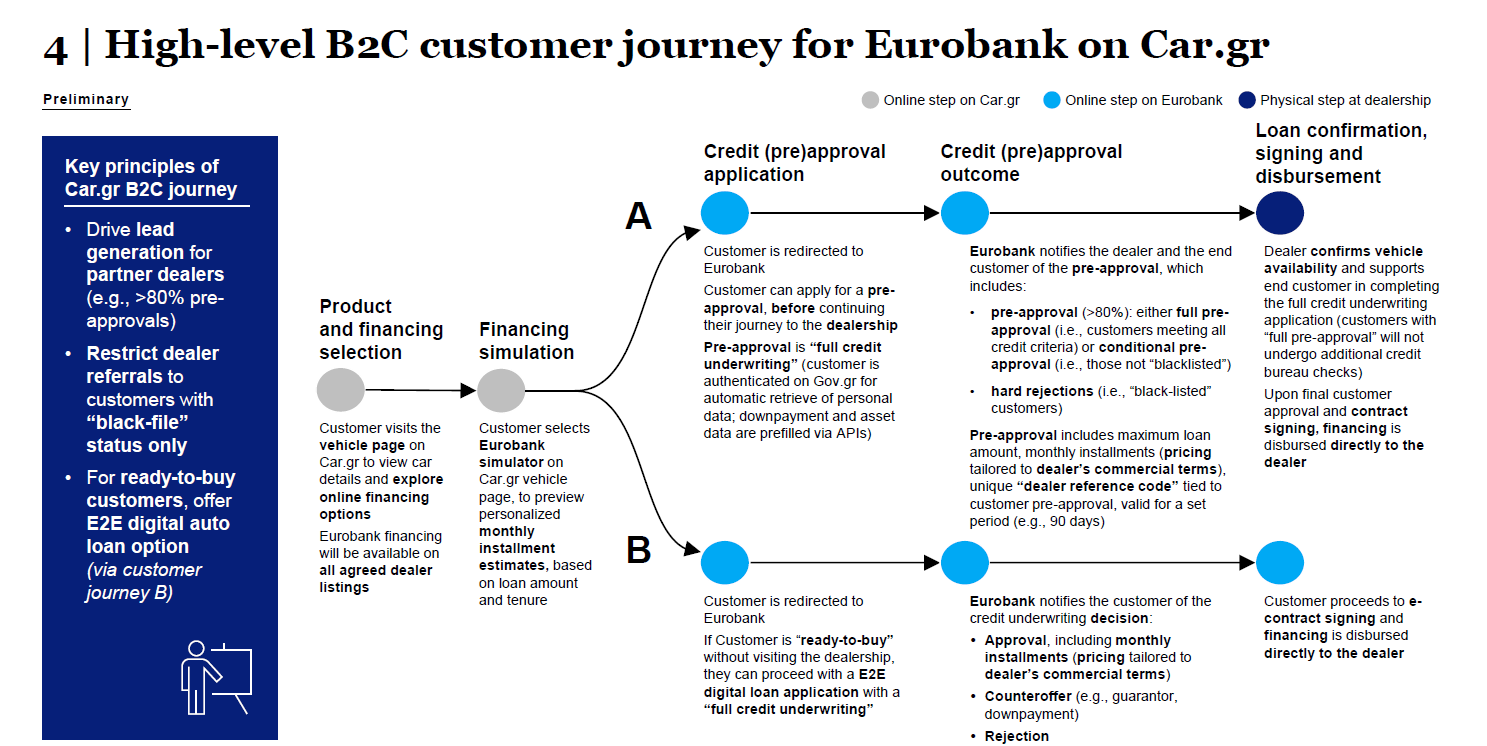 4 | High-level B2C customer journey for Eurobank on Car.gr
Preliminary
Online step on Car.gr
Online step on Eurobank
Physical step at dealership
Key principles of
Car.gr B2C journey
• Drive lead
generation for
partner dealers
(e.g., >80% pre-
approvals)
• Restrict dealer
referrals to
customers with
“black-file”
status only
• For ready-to-buy
customers, offer
E2E digital auto
loan option
(via customer
journey B)
Product
and financing
selection
Customer visits the
vehicle page on
Car.gr to view car
details and explore
online financing
options
Eurobank financing
will be available on
all agreed dealer
listings
Financing
simulation
Customer selects
Eurobank
simulator on
Car.gr vehicle
page, to preview
personalized
monthly
installment
estimates, based
on loan amount
and tenure
A
Credit (pre)approval
application
Customer is redirected to
Eurobank
Customer can apply for a pre-
approval, before continuing
their journey to the dealership
Pre-approval is “full credit
underwriting” (customer is
authenticated on Gov.gr for
automatic retrieve of personal
data; downpayment and asset
data are prefilled via APIs)
Credit (pre)approval
outcome
Eurobank notifies the dealer and the end
customer of the pre-approval, which
includes:
• pre-approval (>80%): either full pre-
approval (i.e., customers meeting all
credit criteria) or conditional pre-
approval (i.e., those not “blacklisted”)
• hard rejections (i.e., “black-listed”
customers)
Pre-approval includes maximum loan
amount, monthly installments (pricing
tailored to dealer’s commercial terms),
unique “dealer reference code” tied to
customer pre-approval, valid for a set
period (e.g., 90 days)
Loan confirmation,
signing and
disbursement
Dealer confirms vehicle
availability and supports
end customer in completing
the full credit underwriting
application (customers with
“full pre-approval” will not
undergo additional credit
bureau checks)
Upon final customer
approval and contract
signing, financing is
disbursed directly to the
dealer
B
Customer is redirected to
Eurobank
If Customer is “ready-to-buy”
without visiting the dealership,
they can proceed with a E2E
digital loan application with a
“full credit underwriting”
Eurobank notifies the customer of the
credit underwriting decision:
• Approval, including monthly
installments (pricing tailored to
dealer’s commercial terms)
• Counteroffer (e.g., guarantor,
downpayment)
• Rejection
Customer proceeds to e-
contract signing and
financing is disbursed
directly to the dealer